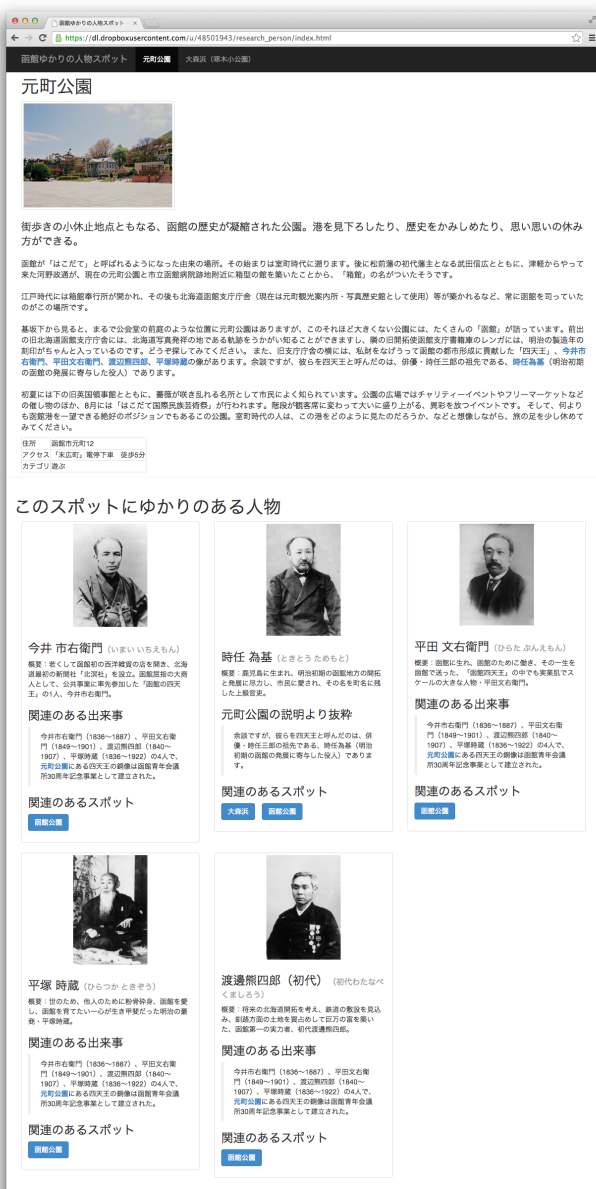 函館ゆかりの人物スポット
https://dl.dropboxusercontent.com/u/48501943/research_person/index.html
函館ゆかりの人物スポット 元町公園 大森浜（啄木小公園）
元町公園
街歩きの小休止地点ともなる、函館の歴史が凝縮された公園。港を見下ろしたり、歴史をかみしめたり、思い思いの休み
方ができる。
函館が「はこだて」と呼ばれるようになった由来の場所。その始まりは室町時代に遡ります。後に松前藩の初代藩主となる武田信広とともに、津軽からやって
来た河野政通が、現在の元町公園と市立函館病院跡地附近に箱型の館を築いたことから、「箱館」の名がついたそうです。
江戸時代には箱館奉行所が開かれ、その後も北海道函館支庁庁舎（現在は元町観光案内所・写真歴史館として使用）等が築かれるなど、常に函館を司っていた
のがこの場所です。
基坂下から見ると、まるで公会堂の前庭のような位置に元町公園はありますが、このそれほど大きくない公園には、たくさんの「函館」が詰っています。前出
の旧北海道函館支庁庁舎には、北海道写真発祥の地である軌跡をうかがい知ることができますし、隣の旧開拓使函館支庁書籍庫のレンガには、明治の製造年の
刻印がちゃんと入っているのです。どうぞ探してみてください。 また、旧支庁庁舎の横には、私財をなげうって函館の都市形成に貢献した「四天王」、今井市
右衛門、平田文右衛門、渡辺熊四郎、平塚時蔵の像があります。余談ですが、彼らを四天王と呼んだのは、俳優・時任三郎の祖先である、時任為基（明治初期
の函館の発展に寄与した役人）であります。
初夏には下の旧英国領事館とともに、薔薇が咲き乱れる名所として市民によく知られています。公園の広場ではチャリティーイベントやフリーマーケットなど
の催しもののほか、8月には「はこだて国際民族芸術祭」が行われます。階段が観客席に変わって大いに盛り上がる、異彩を放つイベントです。 そして、何より
も函館港を一望できる絶好のポジションでもあるこの公園。室町時代の人は、この港をどのように見たのだろうか、などと想像しながら、旅の足を少し休めて
みてください。
住所 函館市元町12
アクセス 「末広町」電停下車 徒歩5分
カテゴリ 遊ぶ
このスポットにゆかりのある人物
今井 市右衛門（いまい いちえもん）
概要：若くして函館初の西洋雑貨の店を開き、北海
道最初の新聞社「北溟社」を設立。函館屈指の大商
人として、公共事業に率先参加した「函館の四天
王」の1人、今井市右衛門。
関連のある出来事
今井市右衛門（1836〜1887）、平田文右衛
門（1849〜1901）、渡辺熊四郎（1840〜
1907）、平塚時蔵（1836〜1922）の4人で、
元町公園にある四天王の銅像は函館青年会議
所30周年記念事業として建立された。
関連のあるスポット
函館公園
時任 為基（ときとう ためもと）
概要：鹿児島に生まれ、明治初期の函館地方の開拓
と発展に尽力し、市民に愛され、その名を町名に残
した上級官吏。
元町公園の説明より抜粋
余談ですが、彼らを四天王と呼んだのは、俳
優・時任三郎の祖先である、時任為基（明治
初期の函館の発展に寄与した役人）でありま
す。
関連のあるスポット
大森浜 函館公園
平田 文右衛門（ひらた ぶんえもん）
概要：函館に生れ、函館のために働き、その一生を
函館で送った、「函館四天王」の中でも実業肌でス
ケールの大きな人物・平田文右衛門。
関連のある出来事
今井市右衛門（1836〜1887）、平田文右衛
門（1849〜1901）、渡辺熊四郎（1840〜
1907）、平塚時蔵（1836〜1922）の4人で、
元町公園にある四天王の銅像は函館青年会議
所30周年記念事業として建立された。
関連のあるスポット
函館公園
平塚 時蔵（ひらつか ときぞう）
概要：世のため、他人のために粉骨砕身、函館を愛
し、函館を育てたい一心が生き甲斐だった明治の豪
商・平塚時蔵。
関連のある出来事
今井市右衛門（1836〜1887）、平田文右衛
門（1849〜1901）、渡辺熊四郎（1840〜
1907）、平塚時蔵（1836〜1922）の4人で、
元町公園にある四天王の銅像は函館青年会議
所30周年記念事業として建立された。
関連のあるスポット
函館公園
渡邊熊四郎（初代）（初代わたなべ
くましろう）
概要：将来の北海道開拓を考え、鉄道の敷設を見込
み、釧路方面の土地を買占めして巨万の富を築い
た、函館第一の実力者、初代渡邊熊四郎。
関連のある出来事
今井市右衛門（1836〜1887）、平田文右衛
門（1849〜1901）、渡辺熊四郎（1840〜
1907）、平塚時蔵（1836〜1922）の4人で、
元町公園にある四天王の銅像は函館青年会議
所30周年記念事業として建立された。
関連のあるスポット
函館公園